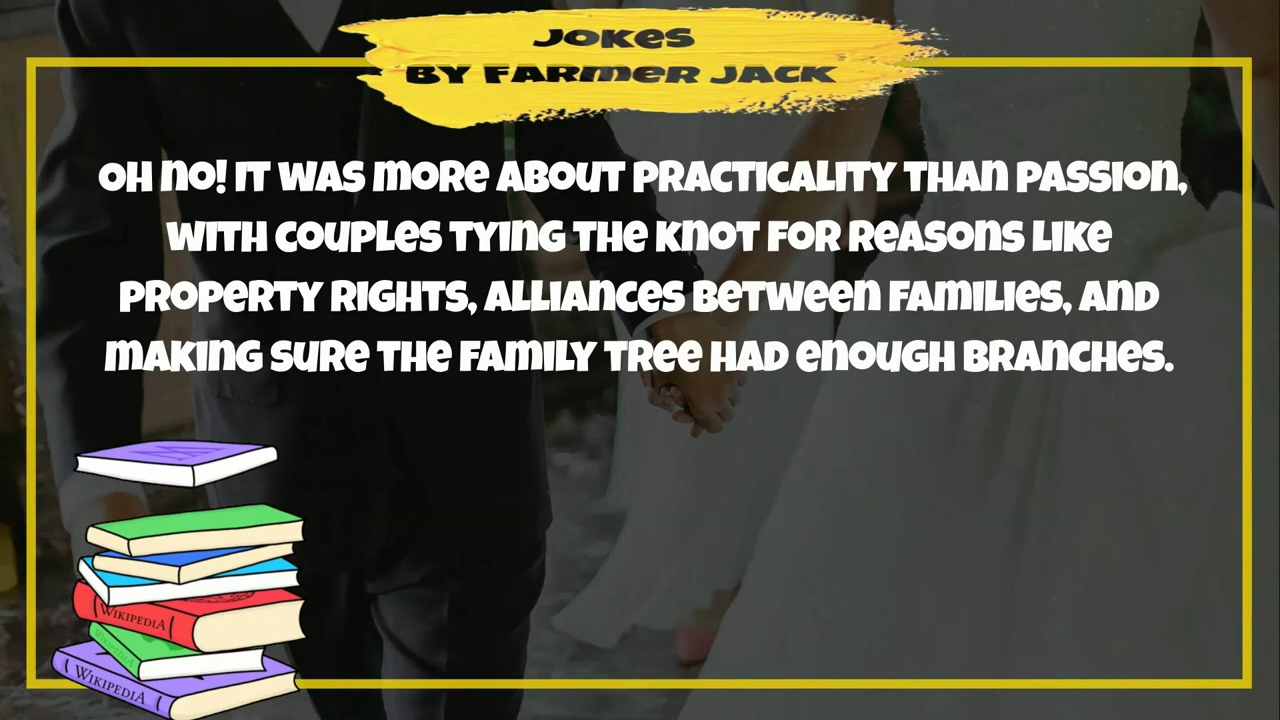 JOKES
BY FARMER JACK
OH NO! IT WAS MORE ABOUT PRACTICALITY THAN PASSION,
WITH COUPLES TYING THE KNOT FOR REASONS LIKE
PROPERTY RIGHTS, ALLIANCES BETWEEN FAMILIES, AND
MAKING SURE THE FAMILY TREE HAD ENOUGH BRANCHES.
WIKIPEDIA
WIKIPEDIA
WIKIPEDIA